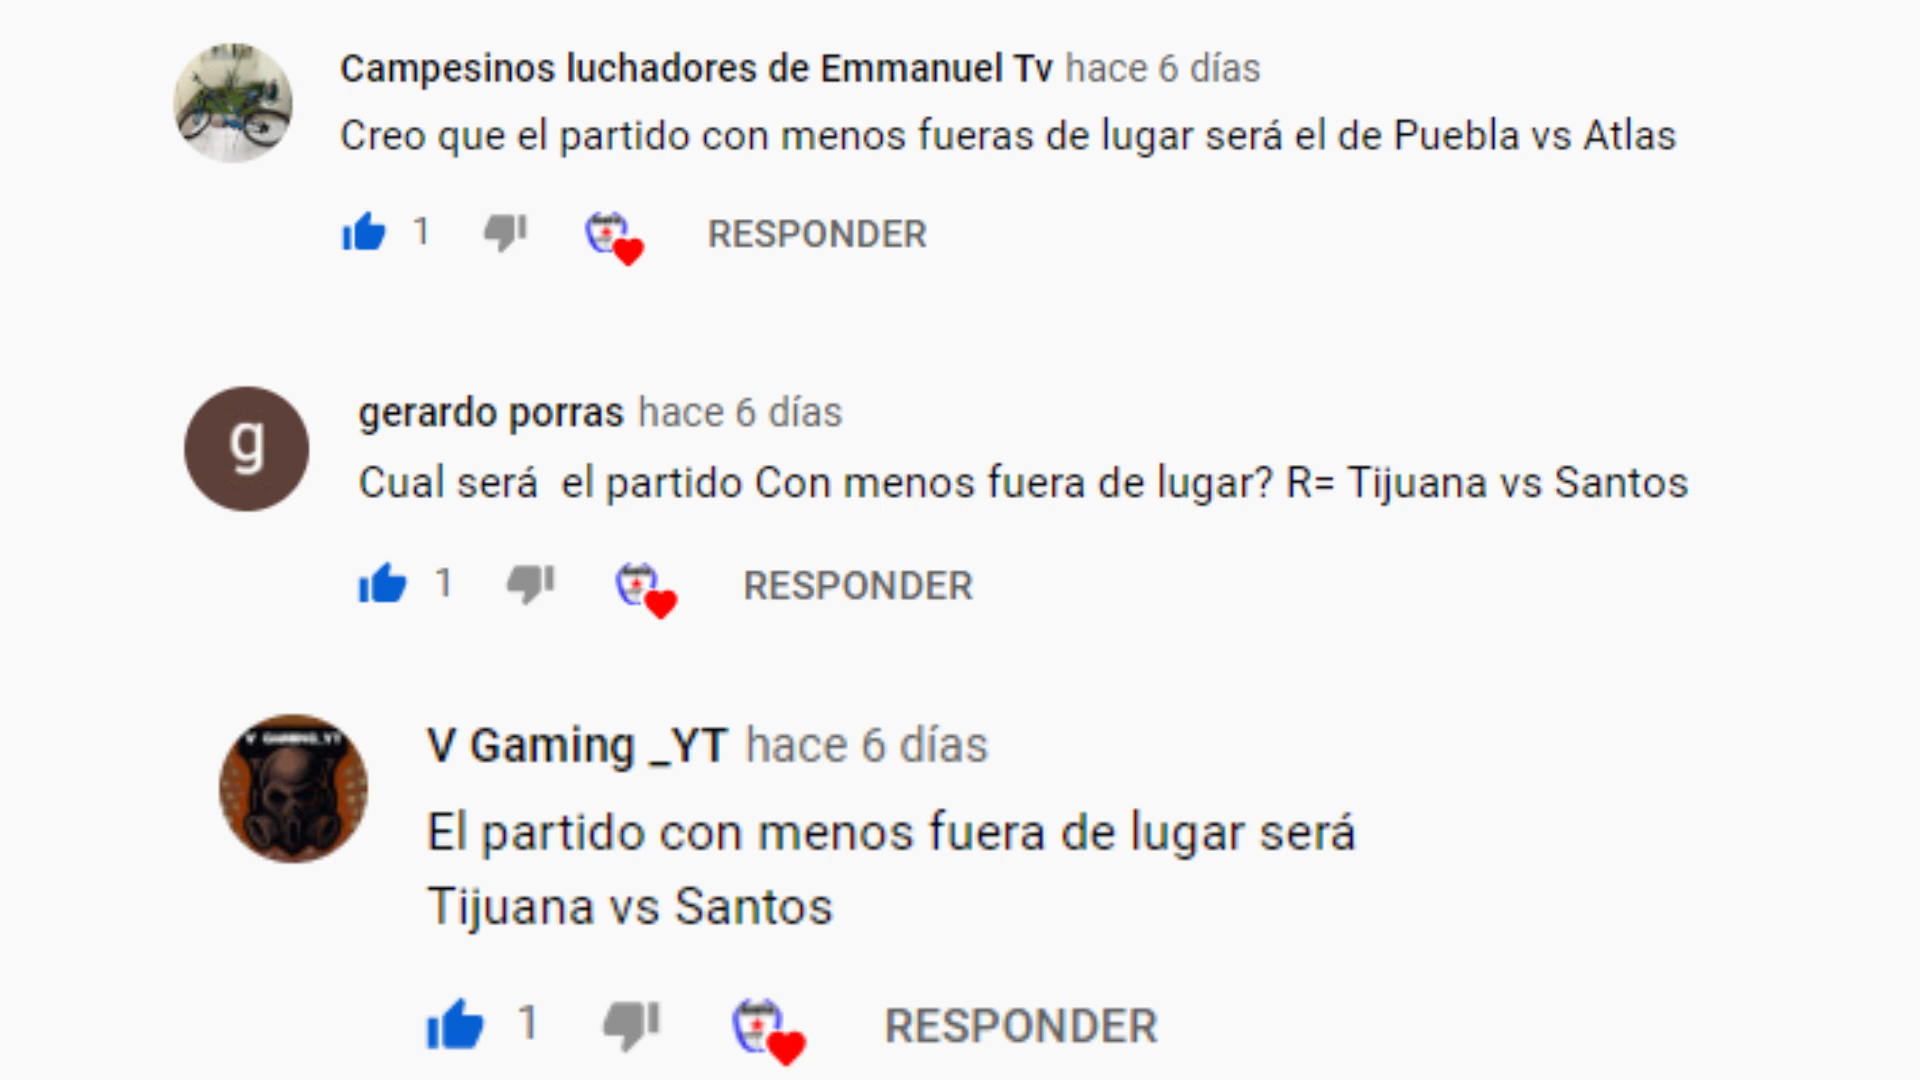 Campesinos luchadores de Emmanuel Tv hace 6 días
Creo que el partido con menos fueras de lugar será el de Puebla vs Atlas
1 RESPONDER
g
gerardo porras hace 6 días
Cual será  el partido Con menos fuera de lugar? R= Tijuana vs Santos
1 RESPONDER
V GAMING_YT
V Gaming _YT hace 6 días
El partido con menos fuera de lugar será
Tijuana vs Santos
1 RESPONDER